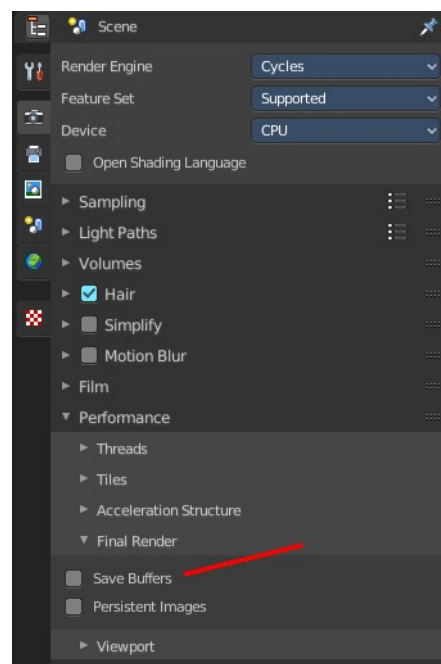 Scene
Render Engine Cycles
Feature Set Supported
Device CPU
Open Shading Language
Sampling
Light Paths
Volumes
Hair
Simplify
Motion Blur
Film
Performance
Threads
Tiles
Acceleration Structure
Final Render
Save Buffers
Persistent Images
Viewport